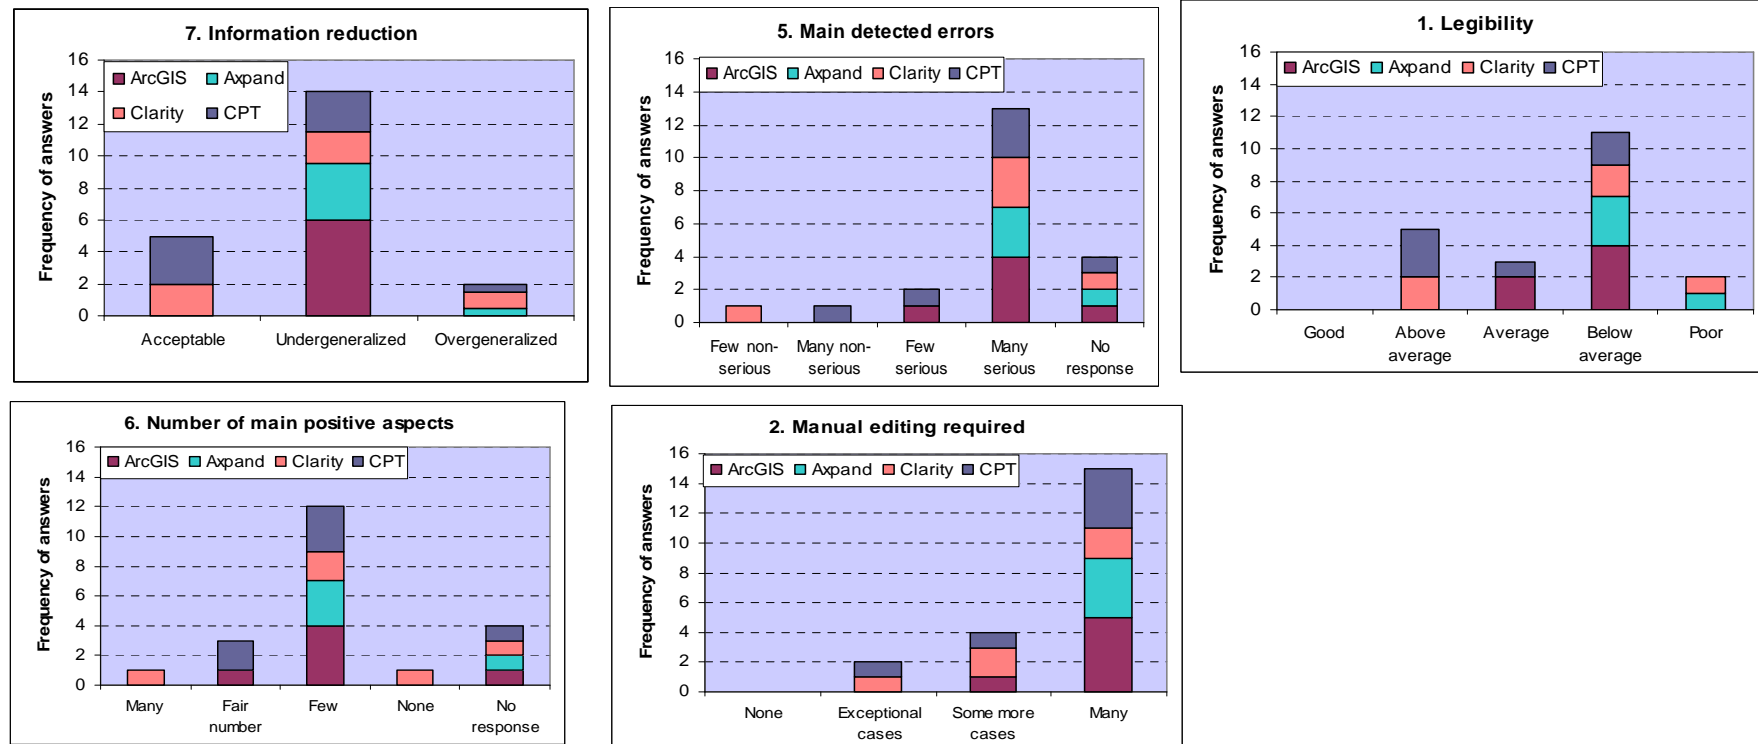 7. Information reduction
Frequency of answers
16
14
12
10
8
6
4
2
0
ArcGIS Axpand
Clarity CPT
Acceptable Undergeneralized Overgeneralized
5. Main detected errors
Frequency of answers
16
14
12
10
8
6
4
2
0
ArcGIS Axpand Clarity CPT
Few non- Many non- Few Many No
serious serious serious serious response
1. Legibility
Frequency of answers
16
14
12
10
8
6
4
2
0
ArcGIS Axpand Clarity CPT
Good Above Average Below Poor
average average
6. Number of main positive aspects
Frequency of answers
16
14
12
10
8
6
4
2
0
ArcGIS Axpand Clarity CPT
Many Fair Few None No
number response
2. Manual editing required
Frequency of answers
16
14
12
10
8
6
4
2
0
ArcGIS Axpand Clarity CPT
None Exceptional Some more Many
cases cases